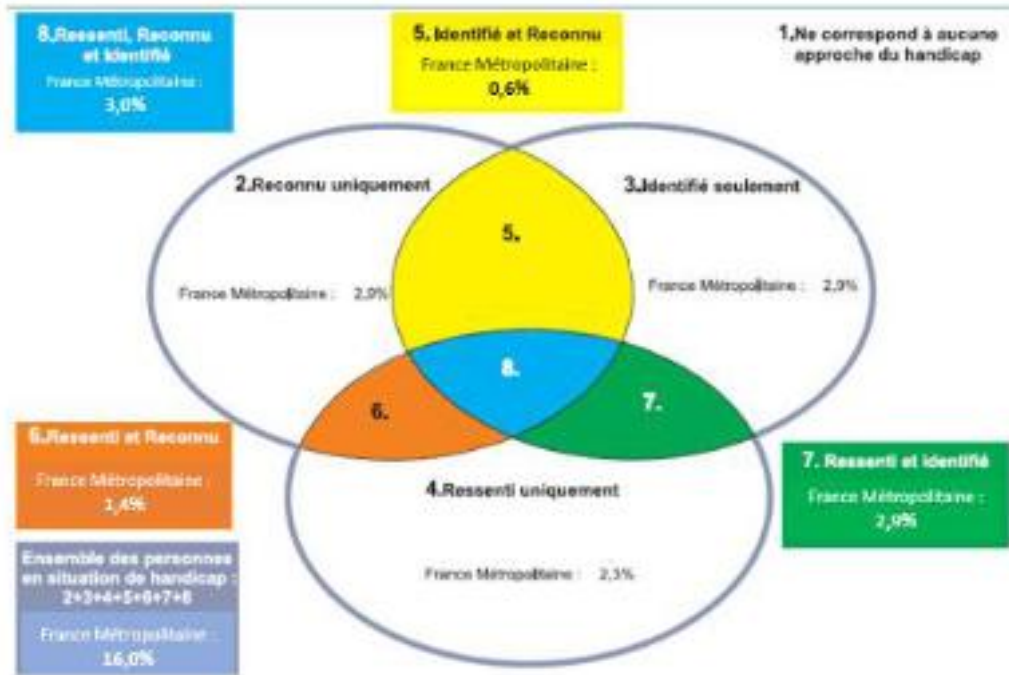 8.Ressenti, Reconnu
et Identifié
France Métropolitaine :
3,0%
5. Identifié et Reconnu
France Métropolitaine :
0,6%
1.Ne correspond à aucune
approche du handicap
2.Reconnu uniquement
3.Identifié seulement
5.
France Métropolitaine : 2,9%
France Métropolitaine : 2,9%
8.
6.
7.
6.Ressenti et Reconnu
France Métropolitaine :
1,4%
4.Ressenti uniquement
7. Ressenti et identifié
France Métropolitaine :
2,9%
Ensemble des personnes
en situation de handicap :
2+3+4+5+6+7+8
France Métropolitaine :
16,0%
France Métropolitaine : 2,3%